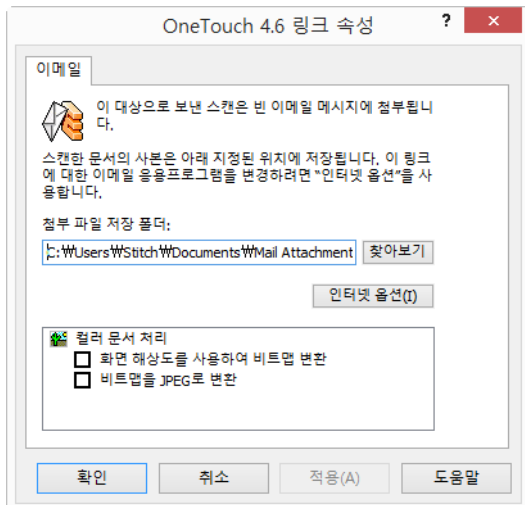 OneTouch 4.6 링크 속성
? ×
이메일
이 대상으로 보낸 스캔은 빈 이메일 메시지에 첨부됩니
다.
스캔한 문서의 사본은 아래 지정된 위치에 저장됩니다. 이 링크
에 대한 이메일 응용프로그램을 변경하려면 “인터넷 옵션”을 사
용합니다.
첨부 파일 저장 폴더:
C:₩Users₩Stitch₩Documents₩Mail Attachment 찾아보기
인터넷 옵션(I)
컬러 문서 처리
화면 해상도를 사용하여 비트맵 변환
비트맵을 JPEG로 변환
확인 취소 적용(A) 도움말